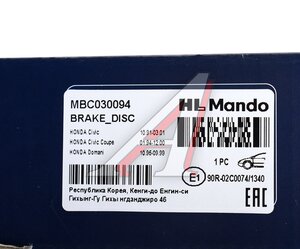 MBC030094
BRAKE_DISC
HONDA Civic 10.91-03.01
HONDA Civic Coupe 01.94-12.00
HONDA Domani 10.96-09.99
HL Mando
1 PC
E1 90R-02C0074/1340
Республика Корея, Кенги-до Енгин-си
Гихынг-Гу Гихы нгданджиро 46
EAC